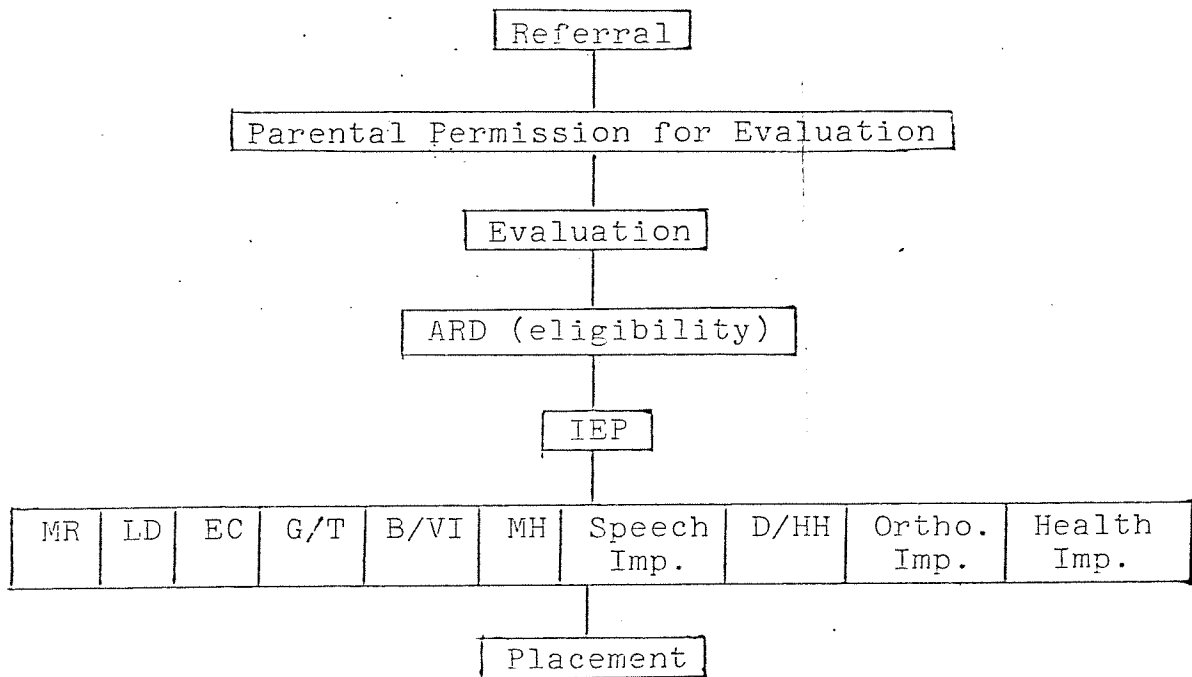 Referral
Parental Permission for Evaluation
Evaluation
ARD (eligibility)
IEP
MR LD EC G/T B/VI MH Speech Imp. D/HH Ortho. Imp. Health Imp.
Placement